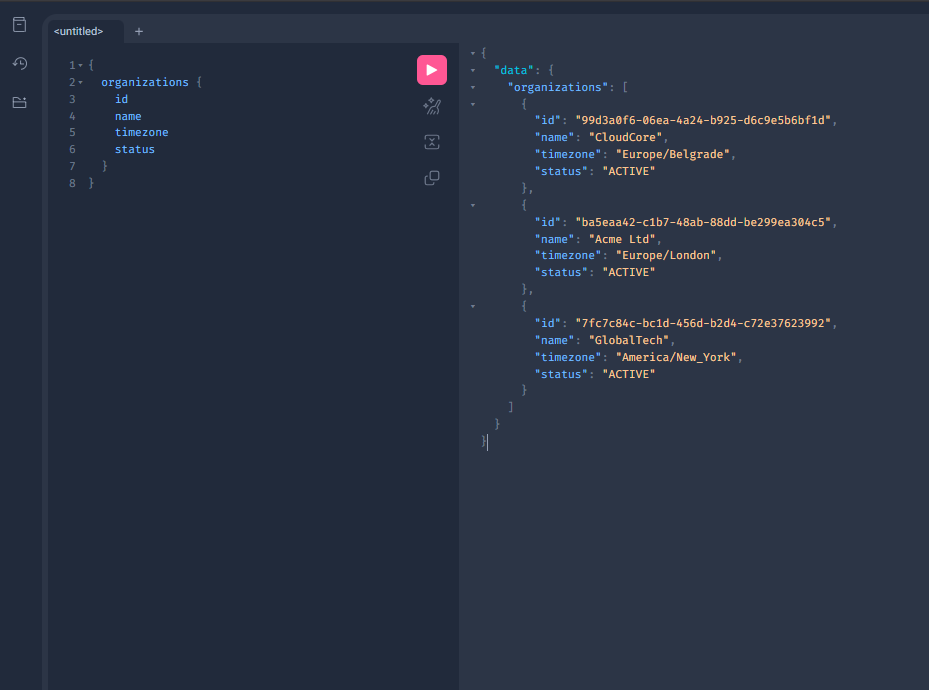 <untitled> +
1 {
2 organizations {
3 id
4 name
5 timezone
6 status
7 }
8 }
{
"data": {
"organizations": [
{
"id": "99d3a0f6-06ea-4a24-b925-d6c9e5b6bf1d",
"name": "CloudCore",
"timezone": "Europe/Belgrade",
"status": "ACTIVE"
},
{
"id": "ba5eaa42-c1b7-48ab-88dd-be299ea304c5",
"name": "Acme Ltd",
"timezone": "Europe/London",
"status": "ACTIVE"
},
{
"id": "7fc7c84c-bc1d-456d-b2d4-c72e37623992",
"name": "GlobalTech",
"timezone": "America/New_York",
"status": "ACTIVE"
}
]
}
}